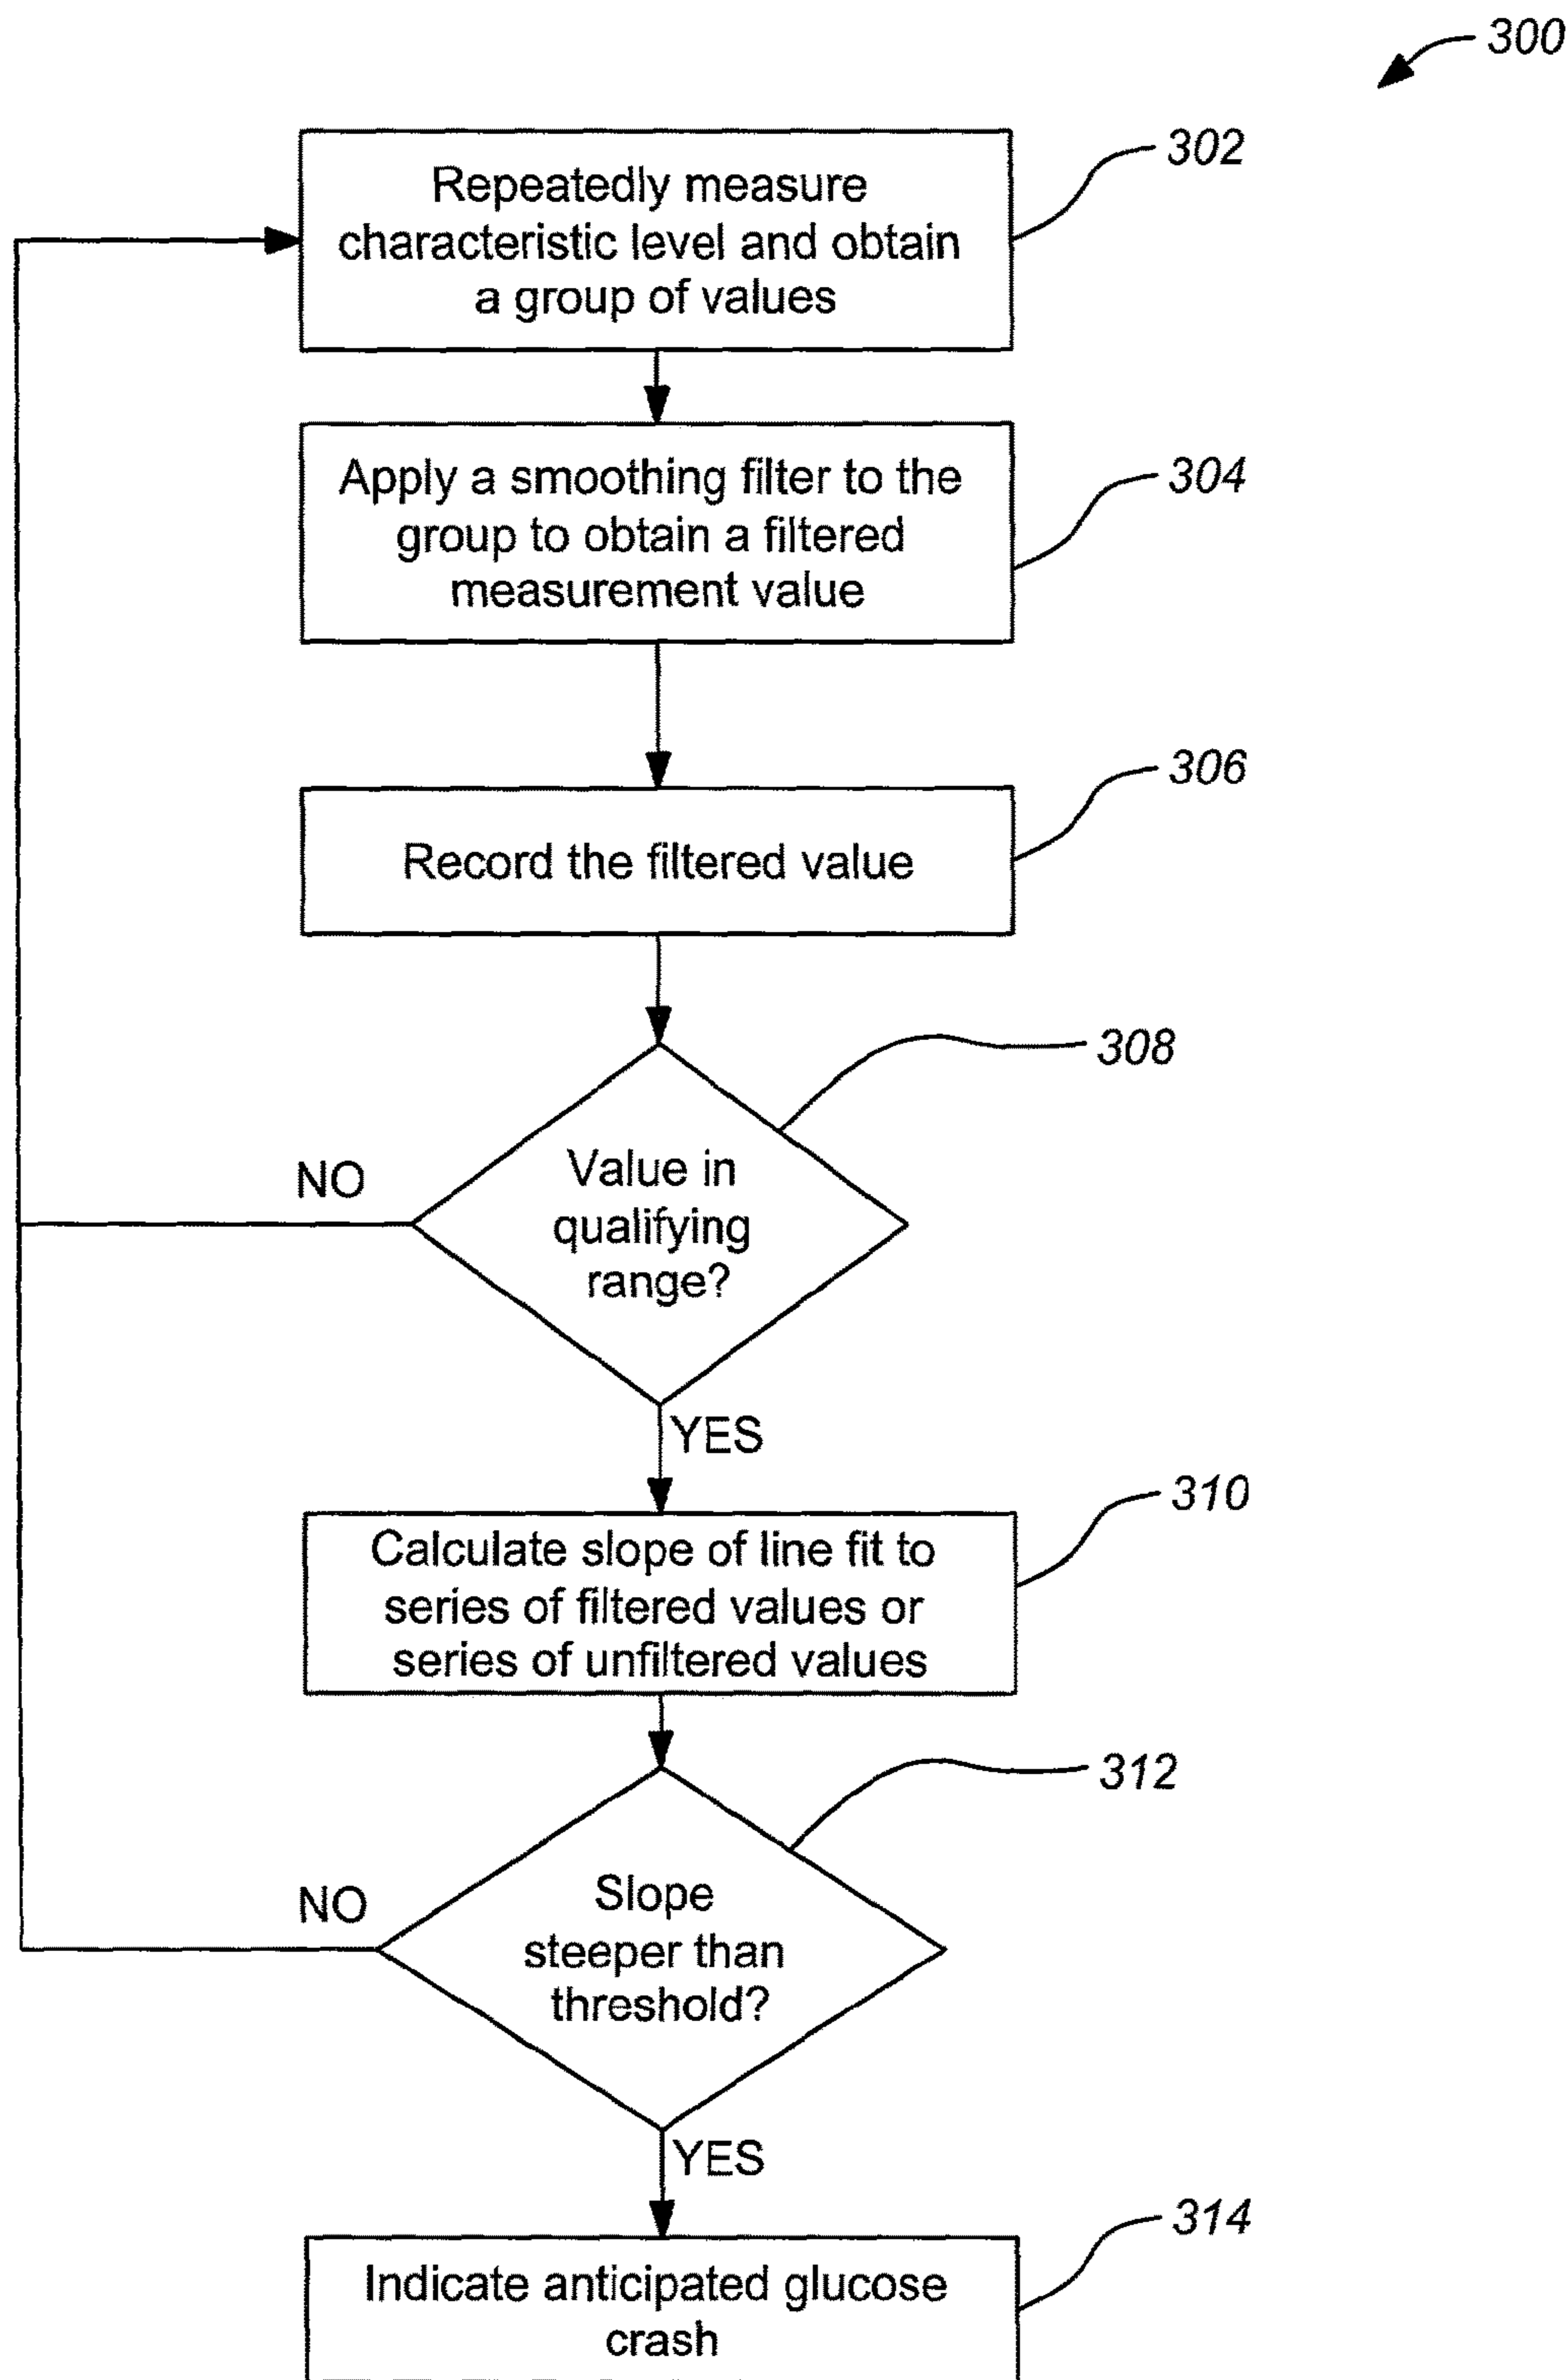 300
302
Repeatedly measure
characteristic level and obtain
a group of values
304
Apply a smoothing filter to the
group to obtain a filtered
measurement value
306
Record the filtered value
308
NO
Value in
qualifying
range?
YES
310
Calculate slope of line fit to
series of filtered values or
series of unfiltered values
312
NO
Slope
steeper than
threshold?
YES
314
Indicate anticipated glucose
crash